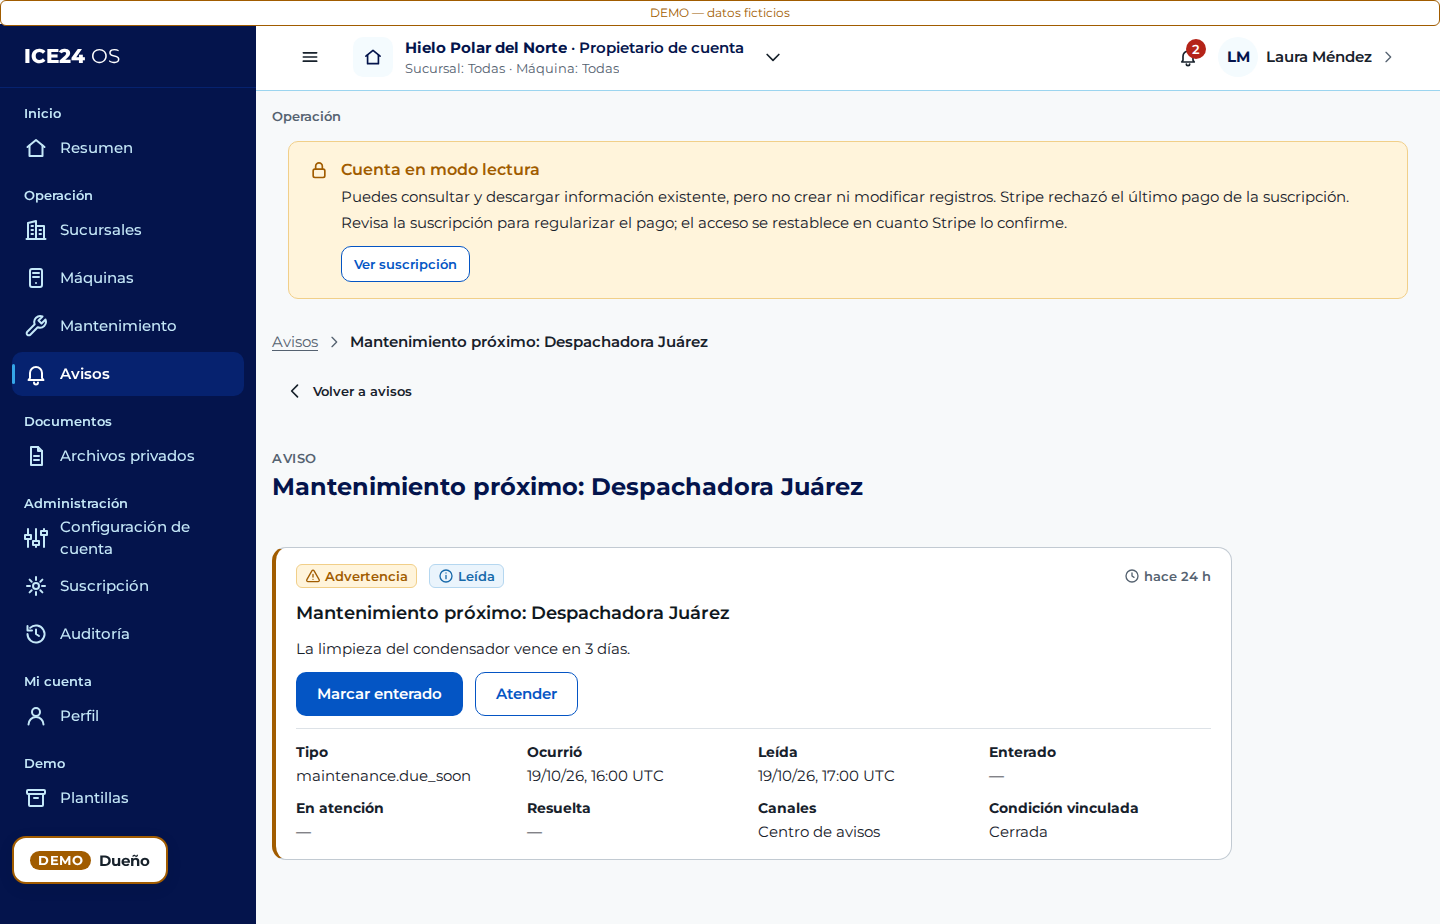 DEMO — datos ficticios
ICE24 OS
Inicio
Resumen
Operación
Sucursales
Máquinas
Mantenimiento
Avisos
Documentos
Archivos privados
Administración
Configuración de
cuenta
Suscripción
Auditoría
Mi cuenta
Perfil
Demo
Plantillas
DEMO Dueño
Hielo Polar del Norte · Propietario de cuenta
Sucursal: Todas · Máquina: Todas
2
LM Laura Méndez
Operación
Cuenta en modo lectura
Puedes consultar y descargar información existente, pero no crear ni modificar registros. Stripe rechazó el último pago de la suscripción.
Revisa la suscripción para regularizar el pago; el acceso se restablece en cuanto Stripe lo confirme.
Ver suscripción
Avisos Mantenimiento próximo: Despachadora Juárez
Volver a avisos
AVISO
Mantenimiento próximo: Despachadora Juárez
Advertencia Leída hace 24 h
Mantenimiento próximo: Despachadora Juárez
La limpieza del condensador vence en 3 días.
Marcar enterado Atender
Tipo Ocurrió Leída Enterado
maintenance.due_soon 19/10/26, 16:00 UTC 19/10/26, 17:00 UTC —
En atención Resuelta Canales Condición vinculada
— — Centro de avisos Cerrada